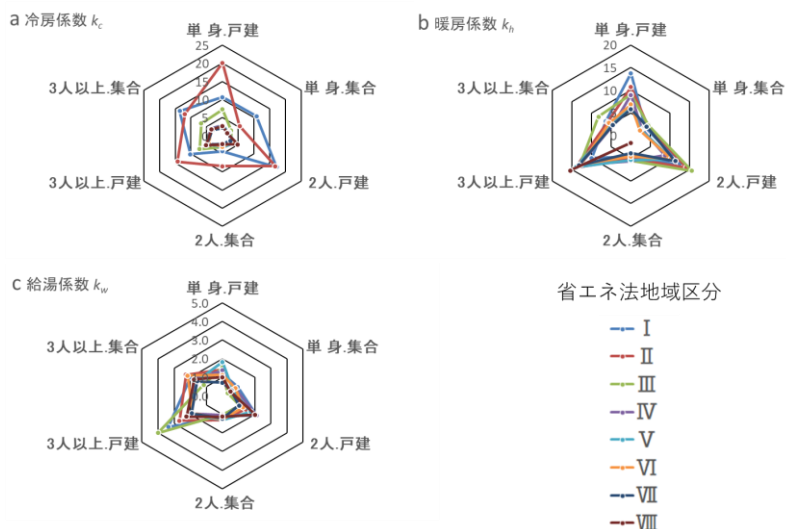 a 冷房係数 kc
単 身.戸建
25
20
15
10
5
0
3人以上.集合
単 身.集合
3人以上.戸建
2人.戸建
2人.集合
b 暖房係数 kh
単 身.戸建
20
15
10
5
0
3人以上.集合
単 身.集合
3人以上.戸建
2人.戸建
2人.集合
c 給湯係数 kw
単 身.戸建
5.0
4.0
3.0
2.0
3人以上.集合
単 身.集合
3人以上.戸建
2人.戸建
2人.集合
省エネ法地域区分
Ⅰ
Ⅱ
Ⅲ
Ⅳ
Ⅴ
Ⅵ
Ⅶ
Ⅷ